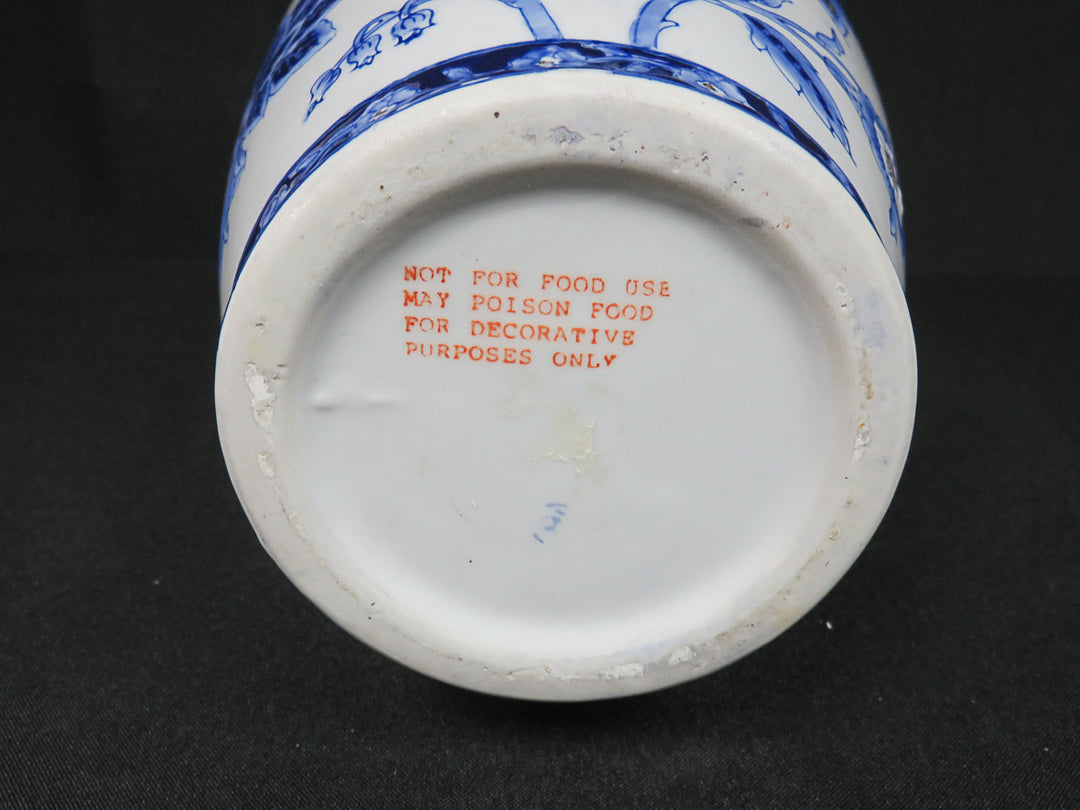 NOT FOR FOOD USE
MAY POISON FOOD
FOR DECORATIVE
PURPOSES ONLY